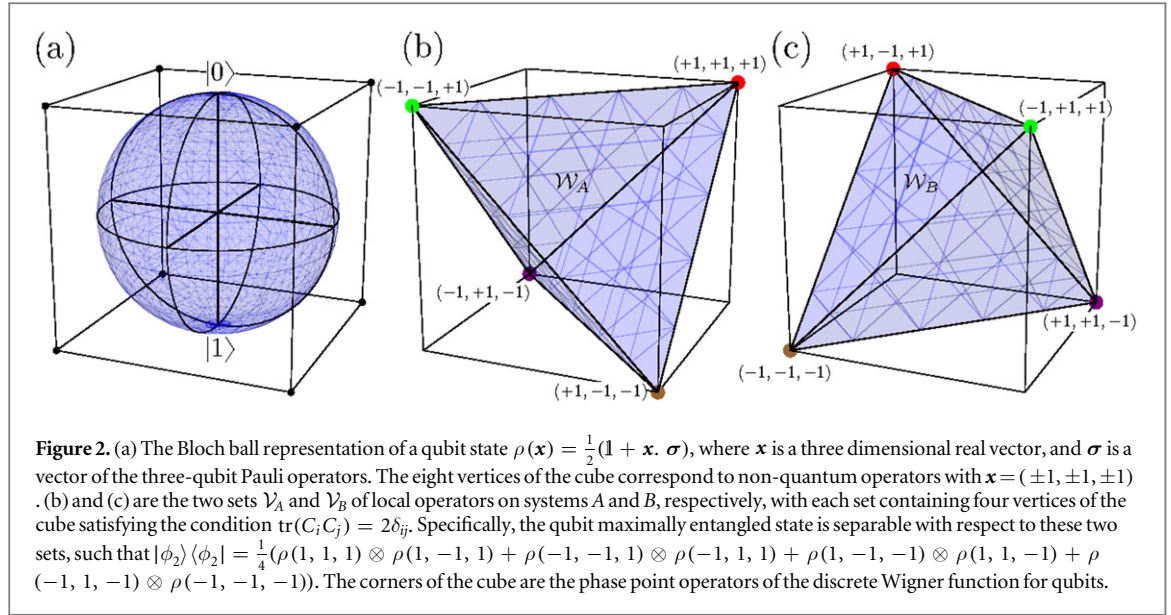 (a)
|0⟩
|1⟩
(b)
(+1, +1, +1)
(−1, −1, +1)
𝒲_A
(−1, +1, −1)
(+1, −1, −1)
(c)
(+1, −1, +1)
(−1, +1, +1)
𝒲_B
(+1, +1, −1)
(−1, −1, −1)
Figure 2. (a) The Bloch ball representation of a qubit state ρ(x) = ½(𝟙 + x. σ), where x is a three dimensional real vector, and σ is a
vector of the three-qubit Pauli operators. The eight vertices of the cube correspond to non-quantum operators with x = (±1, ±1, ±1)
. (b) and (c) are the two sets 𝒱_A and 𝒱_B of local operators on systems A and B, respectively, with each set containing four vertices of the
cube satisfying the condition tr(C_i C_j) = 2δ_ij. Specifically, the qubit maximally entangled state is separable with respect to these two
sets, such that |ϕ₂⟩⟨ϕ₂| = ¼(ρ(1, 1, 1) ⊗ ρ(1, −1, 1) + ρ(−1, −1, 1) ⊗ ρ(−1, 1, 1) + ρ(1, −1, −1) ⊗ ρ(1, 1, −1) + ρ
(−1, 1, −1) ⊗ ρ(−1, −1, −1)). The corners of the cube are the phase point operators of the discrete Wigner function for qubits.